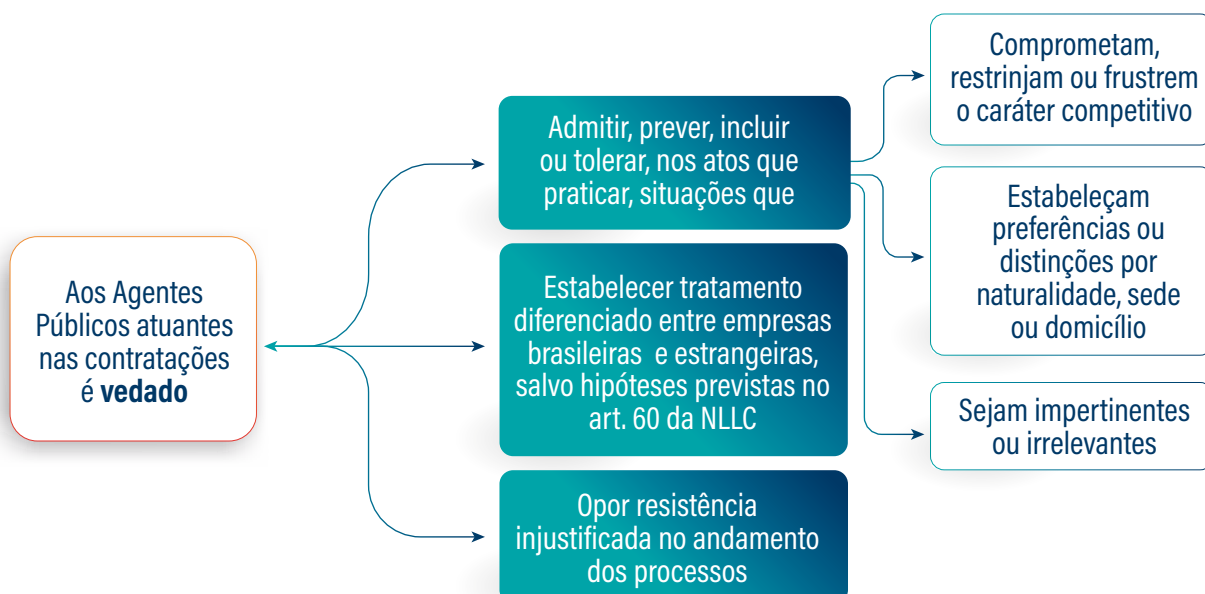 Aos Agentes
Públicos atuantes
nas contratações
é vedado
Admitir, prever, incluir
ou tolerar, nos atos que
praticar, situações que
Comprometam,
restrinjam ou frustrem
o caráter competitivo
Estabeleçam
preferências ou
distinções por
naturalidade, sede
ou domicílio
Sejam impertinentes
ou irrelevantes
Estabelecer tratamento
diferenciado entre empresas
brasileiras e estrangeiras,
salvo hipóteses previstas no
art. 60 da NLLC
Opor resistência
injustificada no andamento
dos processos